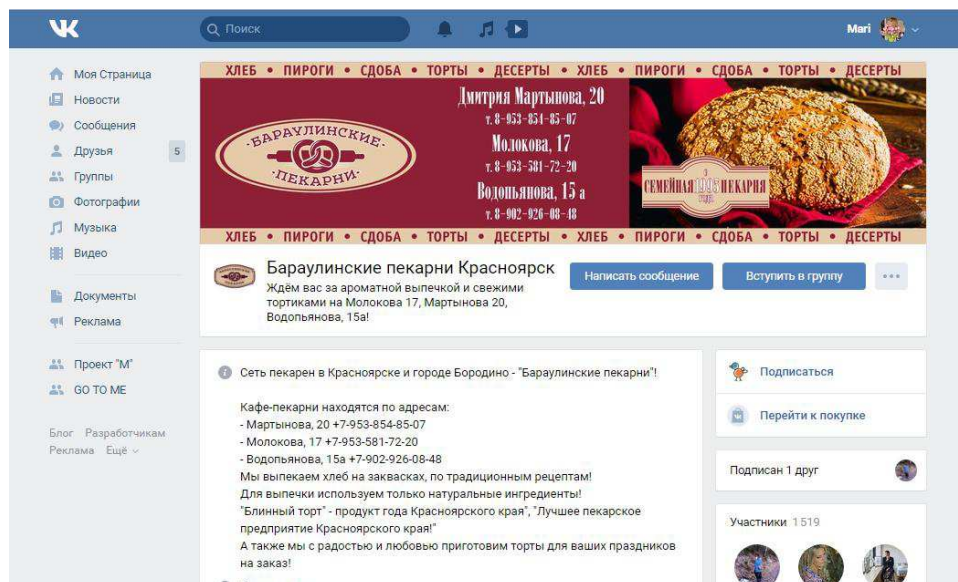 Поиск
Mari
Моя Страница
Новости
Сообщения
Друзья 5
Группы
Фотографии
Музыка
Видео
Документы
Реклама
Проект "М"
GO TO ME
Блог Разработчикам
Реклама Ещё
ХЛЕБ • ПИРОГИ • СДОБА • ТОРТЫ • ДЕСЕРТЫ • ХЛЕБ • ПИРОГИ • СДОБА • ТОРТЫ • ДЕСЕРТЫ
·БАРАУЛИНСКИЕ·
·ПЕКАРНИ·
Дмитрия Мартынова, 20
т. 8-953-854-85-07
Молокова, 17
т. 8-953-581-72-20
Водопьянова, 15 а
т. 8-902-926-08-48
С
СЕМЕЙНАЯ 1995 ПЕКАРНЯ
ГОДА
ХЛЕБ • ПИРОГИ • СДОБА • ТОРТЫ • ДЕСЕРТЫ • ХЛЕБ • ПИРОГИ • СДОБА • ТОРТЫ • ДЕСЕРТЫ
Бараулинские пекарни Красноярск
Ждём вас за ароматной выпечкой и свежими
тортиками на Молокова 17, Мартынова 20,
Водопьянова, 15а!
Написать сообщение
Вступить в группу
Сеть пекарен в Красноярске и городе Бородино - "Бараулинские пекарни"!
Кафе-пекарни находятся по адресам:
- Мартынова, 20 +7-953-854-85-07
- Молокова, 17 +7-953-581-72-20
- Водопьянова, 15а +7-902-926-08-48
Мы выпекаем хлеб на заквасках, по традиционным рецептам!
Для выпечки используем только натуральные ингредиенты!
"Блинный торт" - продукт года Красноярского края", "Лучшее пекарское
предприятие Красноярского края!"
А также мы с радостью и любовью приготовим торты для ваших праздников
на заказ!
Подписаться
Перейти к покупке
Подписан 1 друг
Участники 1 519